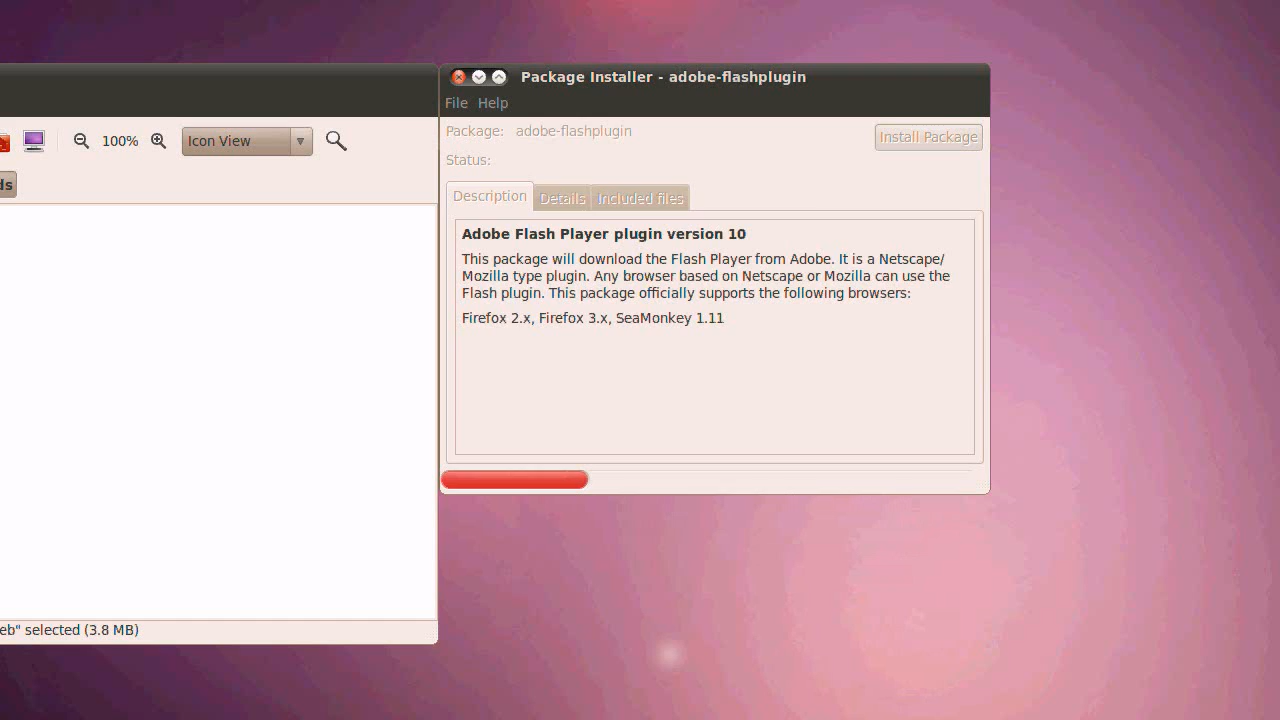 Package Installer - adobe-flashplugin
File Help
100%
Icon View
ds
Package: adobe-flashplugin
Install Package
Status:
Description Details Included files
Adobe Flash Player plugin version 10
This package will download the Flash Player from Adobe. It is a Netscape/
Mozilla type plugin. Any browser based on Netscape or Mozilla can use the
Flash plugin. This package officially supports the following browsers:
Firefox 2.x, Firefox 3.x, SeaMonkey 1.11
eb" selected (3.8 MB)